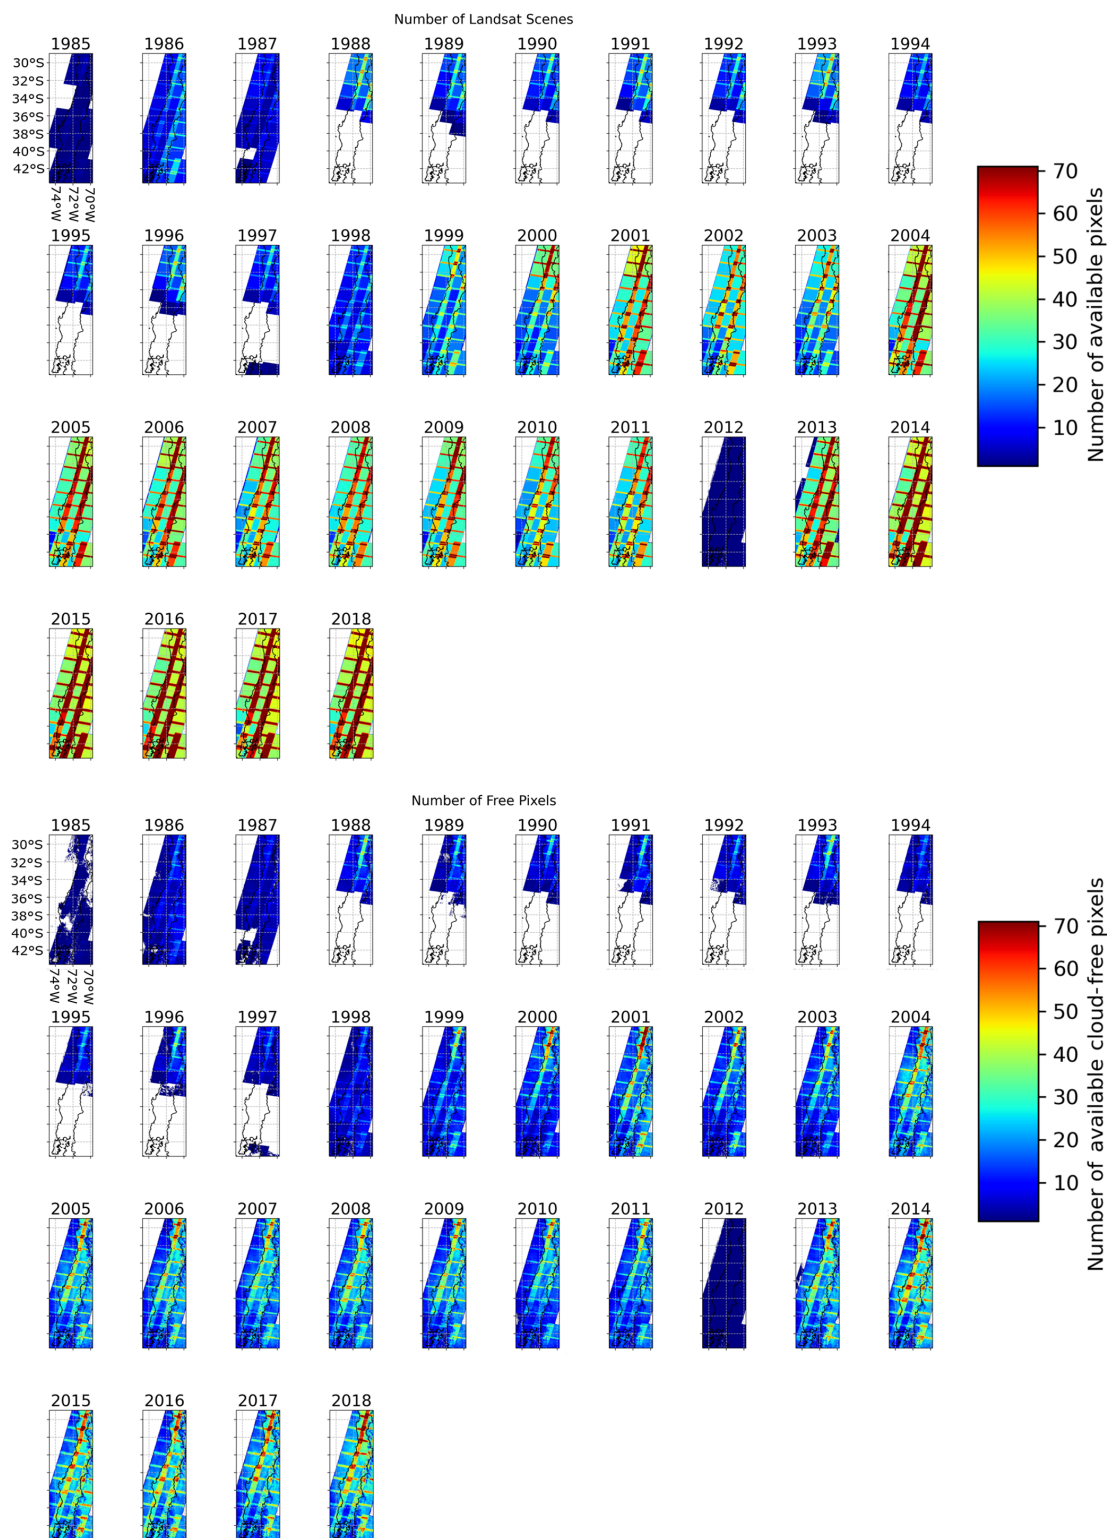 Number of Landsat Scenes
1985 1986 1987 1988 1989 1990 1991 1992 1993 1994
30°S
32°S
34°S
36°S
38°S
40°S
42°S
74°W 72°W 70°W
1995 1996 1997 1998 1999 2000 2001 2002 2003 2004
2005 2006 2007 2008 2009 2010 2011 2012 2013 2014
2015 2016 2017 2018
70
60
50
40
30
20
10
Number of available pixels
Number of Free Pixels
1985 1986 1987 1988 1989 1990 1991 1992 1993 1994
30°S
32°S
34°S
36°S
38°S
40°S
42°S
74°W 72°W 70°W
1995 1996 1997 1998 1999 2000 2001 2002 2003 2004
2005 2006 2007 2008 2009 2010 2011 2012 2013 2014
2015 2016 2017 2018
70
60
50
40
30
20
10
Number of available cloud-free pixels